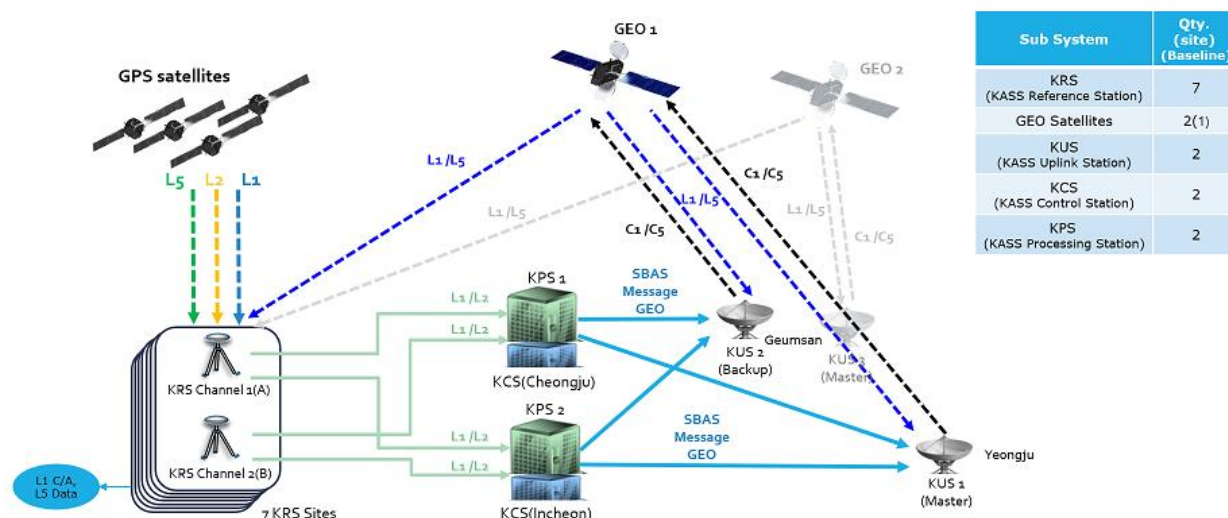 GPS satellites
L5
L2
L1
GEO 1
GEO 2
L1/L5
L1/L5
L1/L5
C1/C5
C1/C5
L1/L5
C1/C5
Sub System
Qty.
(site)
(Baseline)
KRS
(KASS Reference Station)
7
GEO Satellites
2(1)
KUS
(KASS Uplink Station)
2
KCS
(KASS Control Station)
2
KPS
(KASS Processing Station)
2
KRS Channel 1(A)
KRS Channel 2(B)
7 KRS Sites
L1 C/A,
L5 Data
L1/L2
L1/L2
L1/L2
L1/L2
KPS 1
KCS(Cheongju)
KPS 2
KCS(Incheon)
SBAS
Message
GEO
SBAS
Message
GEO
Geumsan
KUS 2
(Backup)
KUS 3
(Master)
Yeongju
KUS 1
(Master)